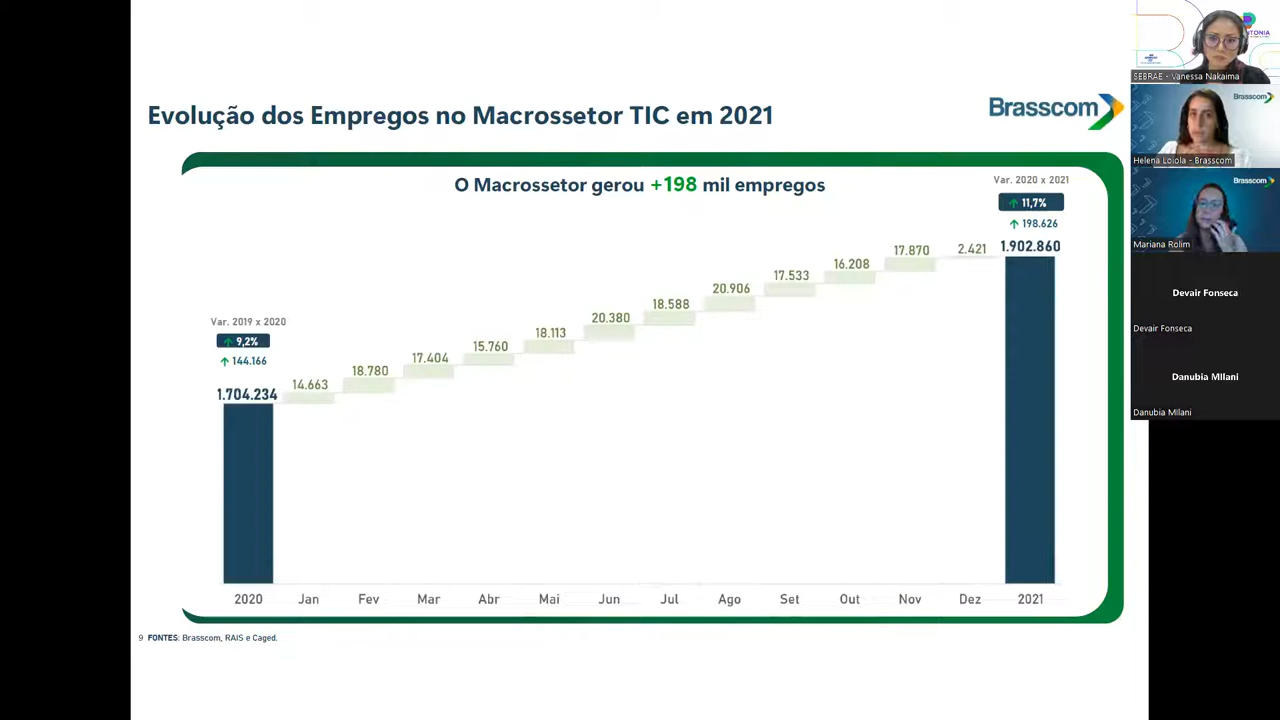 Evolução dos Empregos no Macrossetor TIC em 2021
Brasscom
O Macrossetor gerou +198 mil empregos
Var. 2020 x 2021
11,7%
198.626
1.902.860
2.421
17.870
16.208
17.533
20.906
18.588
20.380
18.113
15.760
17.404
18.780
14.663
Var. 2019 x 2020
9,2%
144.166
1.704.234
2020 Jan Fev Mar Abr Mai Jun Jul Ago Set Out Nov Dez 2021
9 FONTES: Brasscom, RAIS e Caged.
SEBRAE - Vanessa Nakaima
Brasscom
Helena Loiola - Brasscom
Brasscom
Mariana Rolim
Devair Fonseca
Devair Fonseca
Danubia MIlani
Danubia MIlani